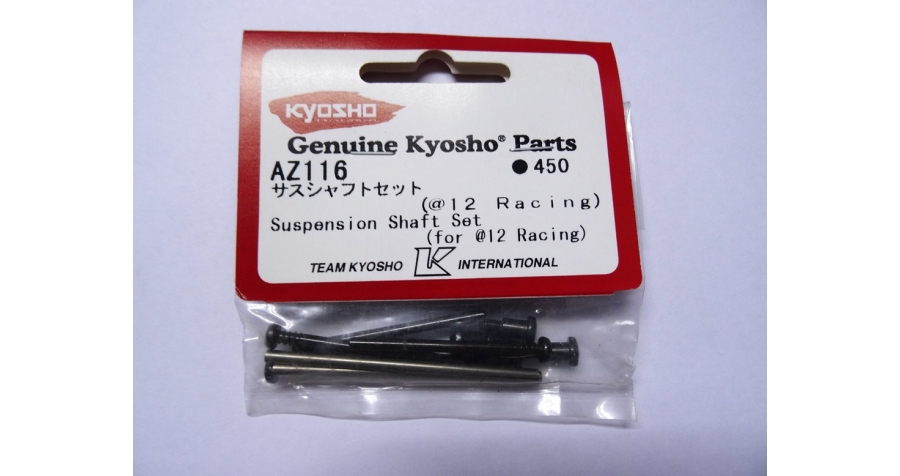 KYOSHO
Genuine Kyosho® Parts
AZ116 ●450
サスシャフトセット
(@12 Racing)
Suspension Shaft Set
(for @12 Racing)
TEAM KYOSHO K INTERNATIONAL